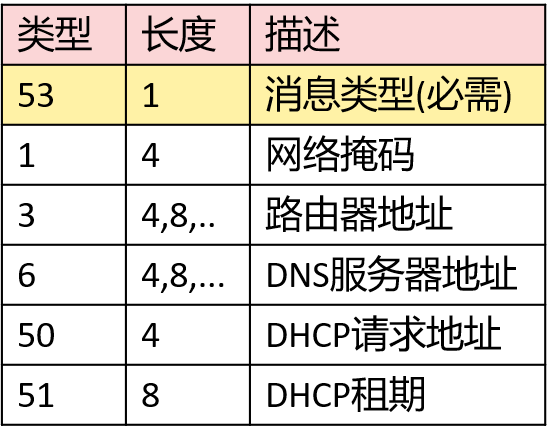 类型 长度 描述
53 1 消息类型(必需)
1 4 网络掩码
3 4,8,.. 路由器地址
6 4,8,... DNS服务器地址
50 4 DHCP请求地址
51 8 DHCP租期